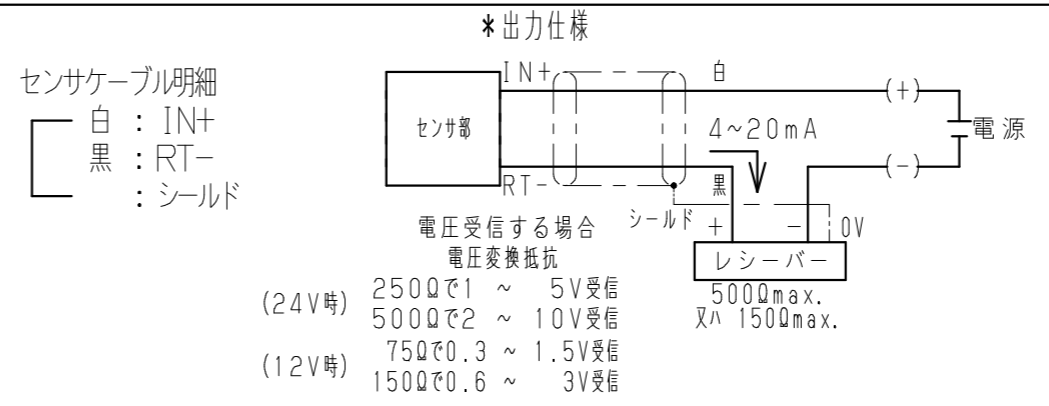 *出力仕様
センサケーブル明細
白 : IN+
黒 : RT-
: シールド
センサ部
IN+
白
(+)
電源
4~20mA
(-)
RT-
黒
シールド
+
-
0V
レシーバー
500Ωmax.
又ハ 150Ωmax.
電圧受信する場合
電圧変換抵抗
(24V時)
250Ωで1 ~ 5V受信
500Ωで2 ~ 10V受信
(12V時)
75Ωで0.3 ~ 1.5V受信
150Ωで0.6 ~ 3V受信